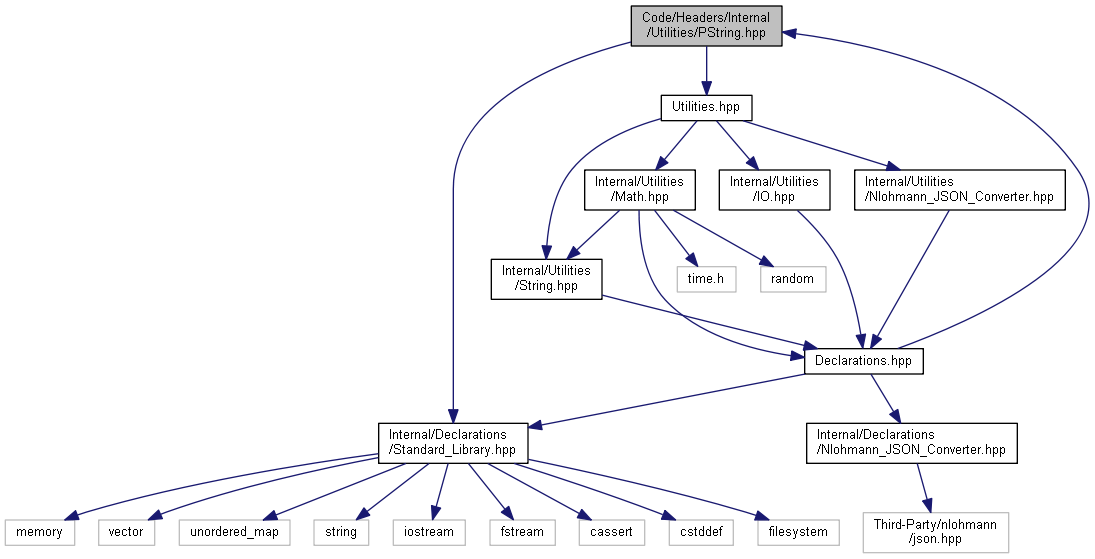 Code/Headers/Internal
/Utilities/PString.hpp
Utilities.hpp
Internal/Utilities
/Math.hpp
Internal/Utilities
/IO.hpp
Internal/Utilities
/Nlohmann_JSON_Converter.hpp
Internal/Utilities
/String.hpp
time.h
random
Declarations.hpp
Internal/Declarations
/Standard_Library.hpp
Internal/Declarations
/Nlohmann_JSON_Converter.hpp
memory
vector
unordered_map
string
iostream
fstream
cassert
cstddef
filesystem
Third-Party/nlohmann
/json.hpp